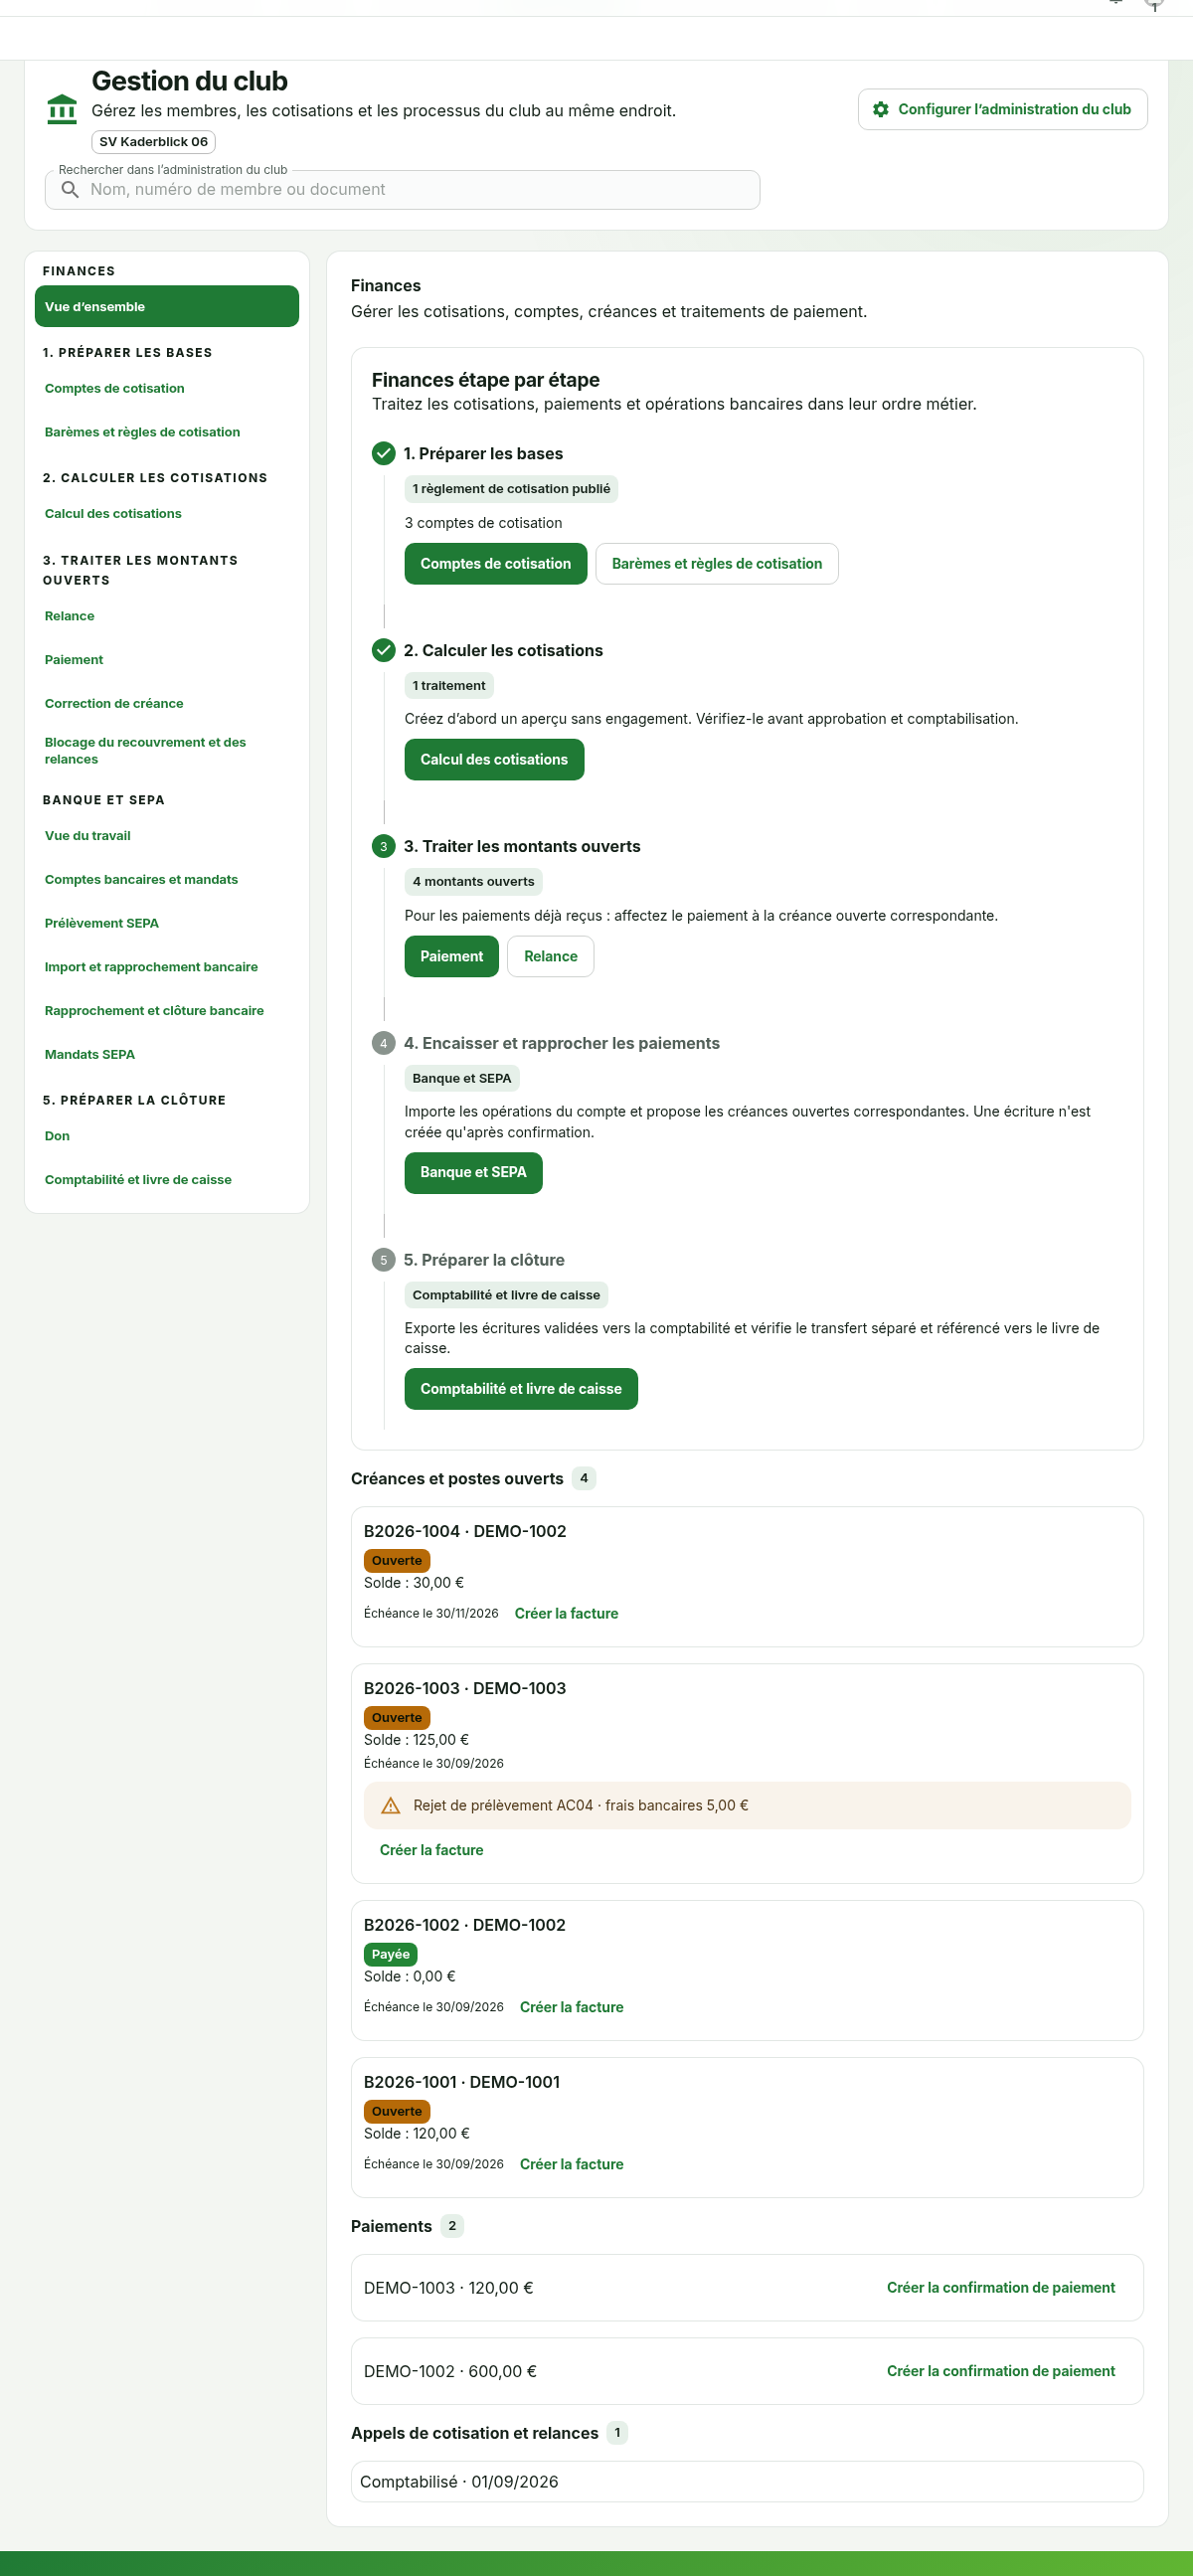 1
Gestion du club
Gérez les membres, les cotisations et les processus du club au même endroit.
SV Kaderblick 06
Configurer l’administration du club
Rechercher dans l’administration du club
Nom, numéro de membre ou document
FINANCES
Vue d’ensemble
1. PRÉPARER LES BASES
Comptes de cotisation
Barèmes et règles de cotisation
2. CALCULER LES COTISATIONS
Calcul des cotisations
3. TRAITER LES MONTANTS
OUVERTS
Relance
Paiement
Correction de créance
Blocage du recouvrement et des
relances
BANQUE ET SEPA
Vue du travail
Comptes bancaires et mandats
Prélèvement SEPA
Import et rapprochement bancaire
Rapprochement et clôture bancaire
Mandats SEPA
5. PRÉPARER LA CLÔTURE
Don
Comptabilité et livre de caisse
Finances
Gérer les cotisations, comptes, créances et traitements de paiement.
Finances étape par étape
Traitez les cotisations, paiements et opérations bancaires dans leur ordre métier.
1. Préparer les bases
1 règlement de cotisation publié
3 comptes de cotisation
Comptes de cotisation
Barèmes et règles de cotisation
2. Calculer les cotisations
1 traitement
Créez d’abord un aperçu sans engagement. Vérifiez-le avant approbation et comptabilisation.
Calcul des cotisations
3 3. Traiter les montants ouverts
4 montants ouverts
Pour les paiements déjà reçus : affectez le paiement à la créance ouverte correspondante.
Paiement
Relance
4 4. Encaisser et rapprocher les paiements
Banque et SEPA
Importe les opérations du compte et propose les créances ouvertes correspondantes. Une écriture n'est
créée qu'après confirmation.
Banque et SEPA
5 5. Préparer la clôture
Comptabilité et livre de caisse
Exporte les écritures validées vers la comptabilité et vérifie le transfert séparé et référencé vers le livre de
caisse.
Comptabilité et livre de caisse
Créances et postes ouverts 4
B2026-1004 · DEMO-1002
Ouverte
Solde : 30,00 €
Échéance le 30/11/2026 Créer la facture
B2026-1003 · DEMO-1003
Ouverte
Solde : 125,00 €
Échéance le 30/09/2026
Rejet de prélèvement AC04 · frais bancaires 5,00 €
Créer la facture
B2026-1002 · DEMO-1002
Payée
Solde : 0,00 €
Échéance le 30/09/2026 Créer la facture
B2026-1001 · DEMO-1001
Ouverte
Solde : 120,00 €
Échéance le 30/09/2026 Créer la facture
Paiements 2
DEMO-1003 · 120,00 € Créer la confirmation de paiement
DEMO-1002 · 600,00 € Créer la confirmation de paiement
Appels de cotisation et relances 1
Comptabilisé · 01/09/2026